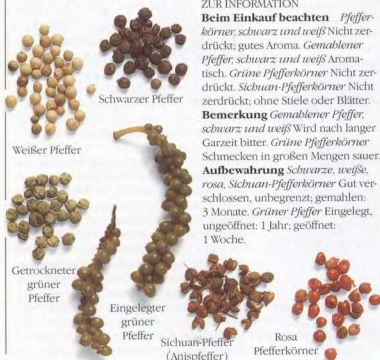 ZUR INFORMATION
Beim Einkauf beachten Pfeffer-
körner, schwarz und weiß Nicht zer-
drückt; gutes Aroma. Gemahlener
Pfeffer, schwarz und weiß Aroma-
tisch. Grüne Pfefferkörner Nicht zer-
drückt. Sichuan-Pfefferkörner Nicht
zerdrückt; ohne Stiele oder Blätter.
Bemerkung Gemahlener Pfeffer,
schwarz und weiß Wird nach langer
Garzeit bitter. Grüne Pfefferkörner
Schmecken in großen Mengen sauer.
Aufbewahrung Schwarze, weiße,
rosa, Sichuan-Pfefferkörner Gut ver-
schlossen, unbegrenzt; gemahlen:
3 Monate. Grüner Pfeffer Eingelegt,
ungeöffnet: 1 Jahr; geöffnet:
1 Woche.
Schwarzer Pfeffer
Weißer Pfeffer
Getrockneter
grüner
Pfeffer
Eingelegter
grüner
Pfeffer
Sichuan-Pfeffer
(Anispfeffer)
Rosa
Pfefferkörner